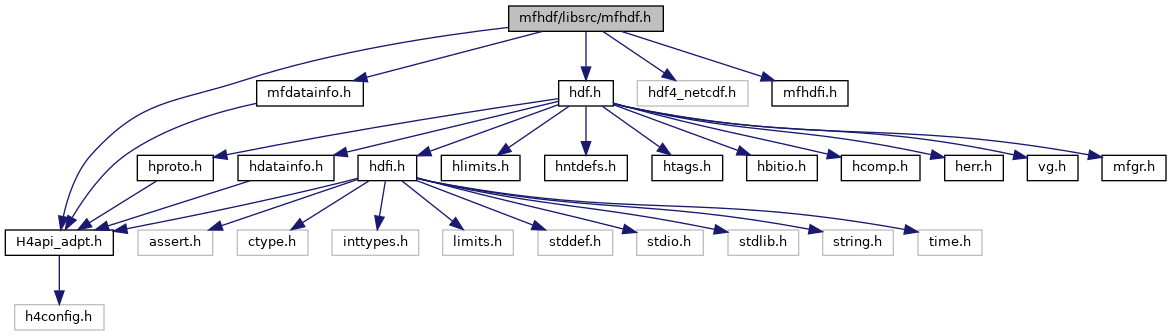 mfhdf/libsrc/mfhdf.h
mfdatainfo.h
hdf.h
hdf4_netcdf.h
mfhdfi.h
hproto.h
hdatainfo.h
hdfi.h
hlimits.h
hntdefs.h
htags.h
hbitio.h
hcomp.h
herr.h
vg.h
mfgr.h
H4api_adpt.h
assert.h
ctype.h
inttypes.h
limits.h
stddef.h
stdio.h
stdlib.h
string.h
time.h
h4config.h